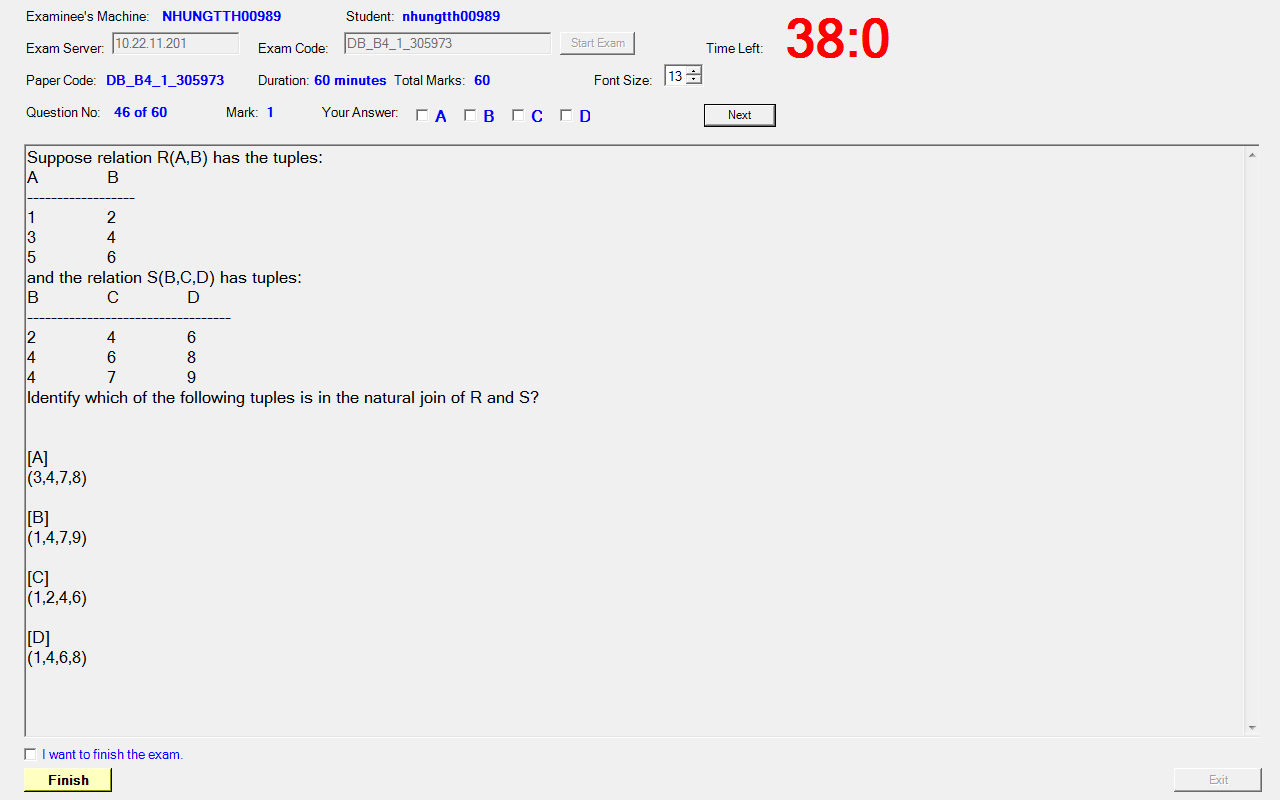 Examinee's Machine: NHUNGTTH00989 Student: nhungtth00989
Exam Server: 10.22.11.201 Exam Code: DB_B4_1_305973 Start Exam Time Left: 38:0
Paper Code: DB_B4_1_305973 Duration: 60 minutes Total Marks: 60 Font Size: 13
Question No: 46 of 60 Mark: 1 Your Answer: A B C D Next
Suppose relation R(A,B) has the tuples:
A B
------------------
1 2
3 4
5 6
and the relation S(B,C,D) has tuples:
B C D
----------------------------------
2 4 6
4 6 8
4 7 9
Identify which of the following tuples is in the natural join of R and S?
[A]
(3,4,7,8)
[B]
(1,4,7,9)
[C]
(1,2,4,6)
[D]
(1,4,6,8)
I want to finish the exam.
Finish Exit